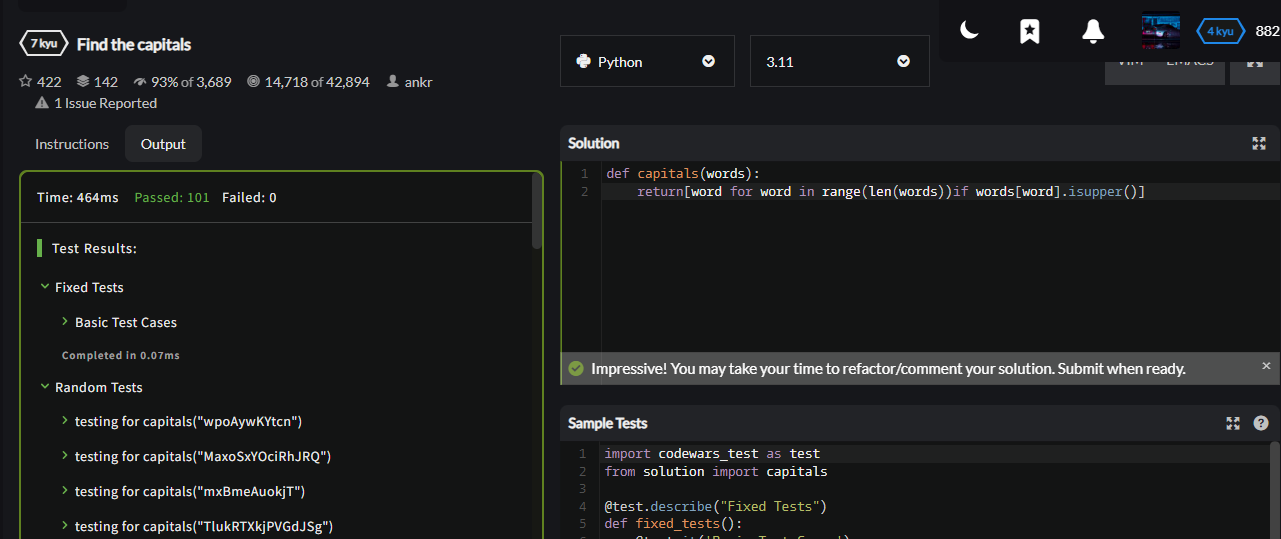 7 kyu Find the capitals
422 142 93% of 3,689 14,718 of 42,894 ankr
1 Issue Reported
Instructions Output
Time: 464ms Passed: 101 Failed: 0
Test Results:
Fixed Tests
Basic Test Cases
Completed in 0.07ms
Random Tests
testing for capitals("wpoAywKYtcn")
testing for capitals("MaxoSxYOciRhJRQ")
testing for capitals("mxBmeAuokjT")
testing for capitals("TlukRTXkjPVGdJSg")
4 kyu 882
Python 3.11
VIM EMACS
Solution
1 def capitals(words):
2 return[word for word in range(len(words))if words[word].isupper()]
Impressive! You may take your time to refactor/comment your solution. Submit when ready.
Sample Tests
1 import codewars_test as test
2 from solution import capitals
3
4 @test.describe("Fixed Tests")
5 def fixed_tests():